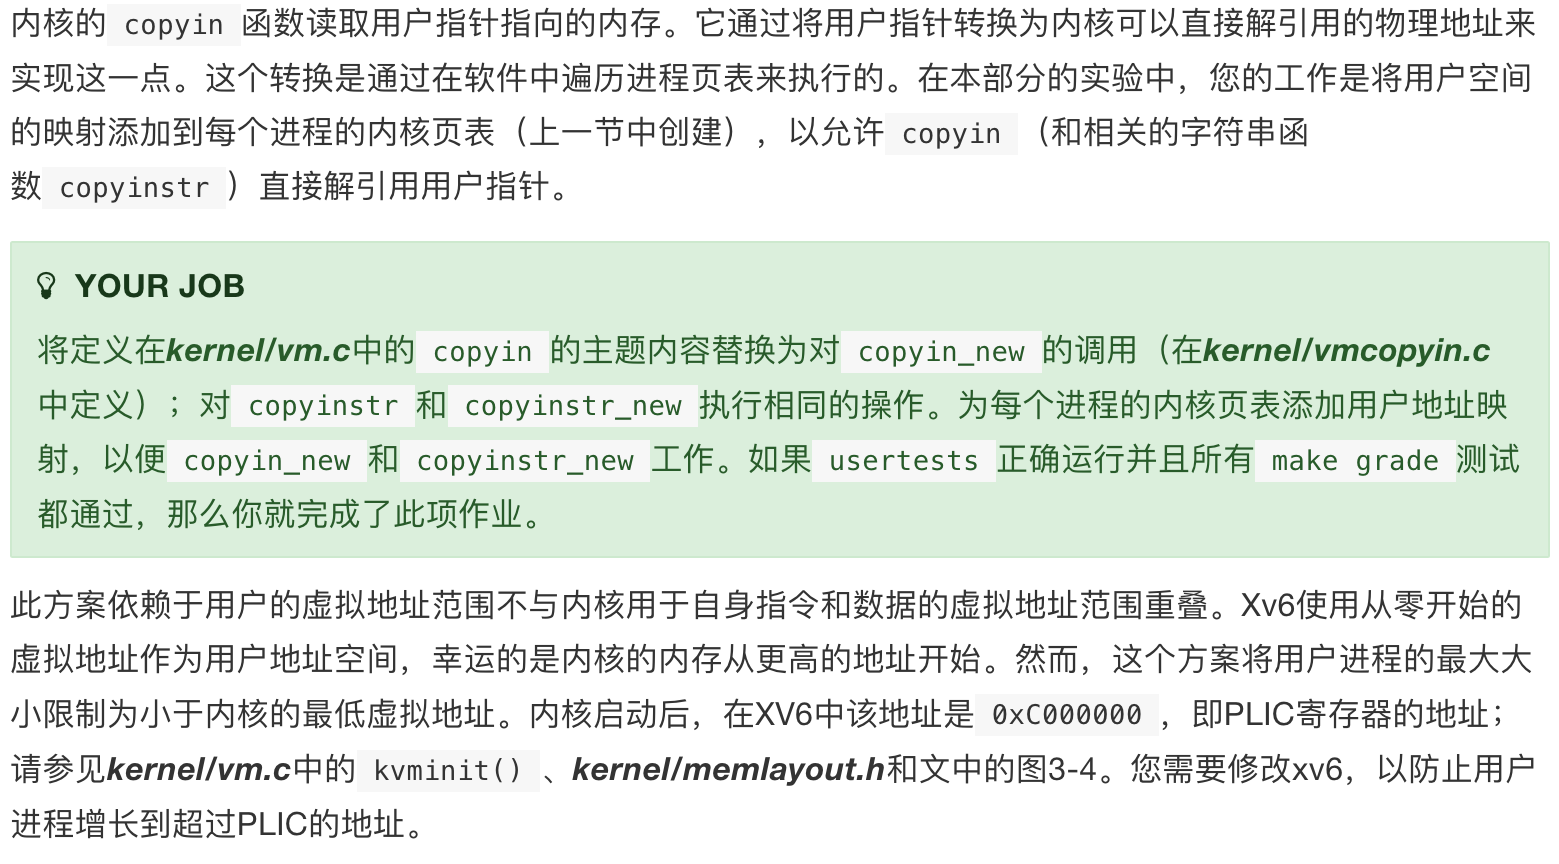 内核的 copyin 函数读取用户指针指向的内存。它通过将用户指针转换为内核可以直接解引用的物理地址来
实现这一点。这个转换是通过在软件中遍历进程页表来执行的。在本部分的实验中，您的工作是将用户空间
的映射添加到每个进程的内核页表（上一节中创建），以允许 copyin （和相关的字符串函
数 copyinstr ）直接解引用用户指针。
YOUR JOB
将定义在kernel/vm.c中的 copyin 的主题内容替换为对 copyin_new 的调用（在kernel/vmcopyin.c
中定义）；对 copyinstr 和 copyinstr_new 执行相同的操作。为每个进程的内核页表添加用户地址映
射，以便 copyin_new 和 copyinstr_new 工作。如果 usertests 正确运行并且所有 make grade 测试
都通过，那么你就完成了此项作业。
此方案依赖于用户的虚拟地址范围不与内核用于自身指令和数据的虚拟地址范围重叠。Xv6使用从零开始的
虚拟地址作为用户地址空间，幸运的是内核的内存从更高的地址开始。然而，这个方案将用户进程的最大大
小限制为小于内核的最低虚拟地址。内核启动后，在XV6中该地址是 0xC000000 ，即PLIC寄存器的地址；
请参见kernel/vm.c中的 kvminit() 、kernel/memlayout.h和文中的图3-4。您需要修改xv6，以防止用户
进程增长到超过PLIC的地址。